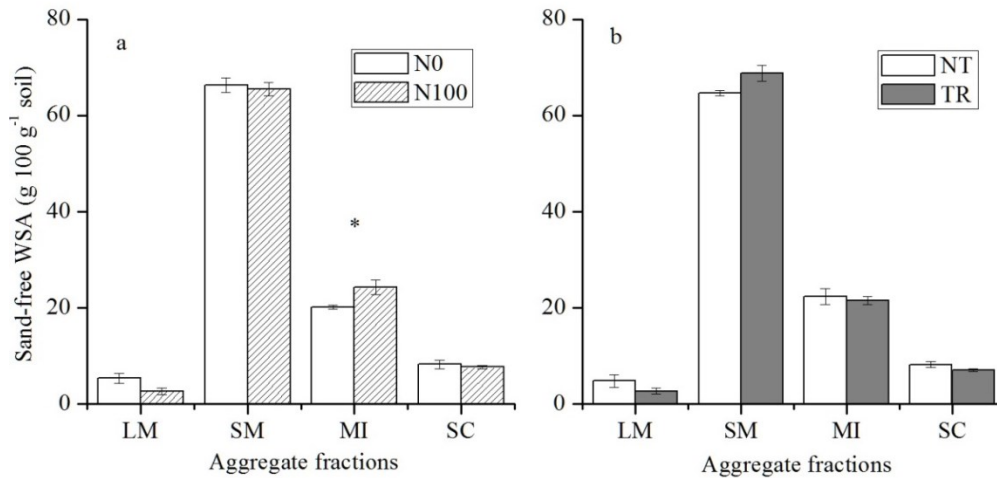 a
N0
N100
*
Sand-free WSA (g 100 g⁻¹ soil)
80
60
40
20
0
LM SM MI SC
Aggregate fractions
b
NT
TR
80
60
40
20
0
LM SM MI SC
Aggregate fractions